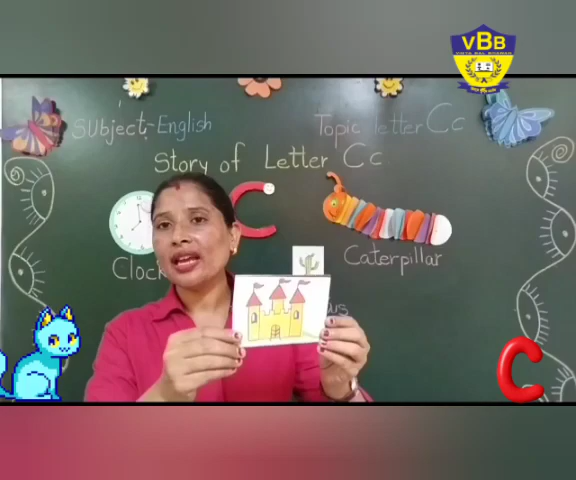 VBB
Subject:-English
Topic letter Cc
Story of Letter Cc
C
Clock
Caterpillar
C